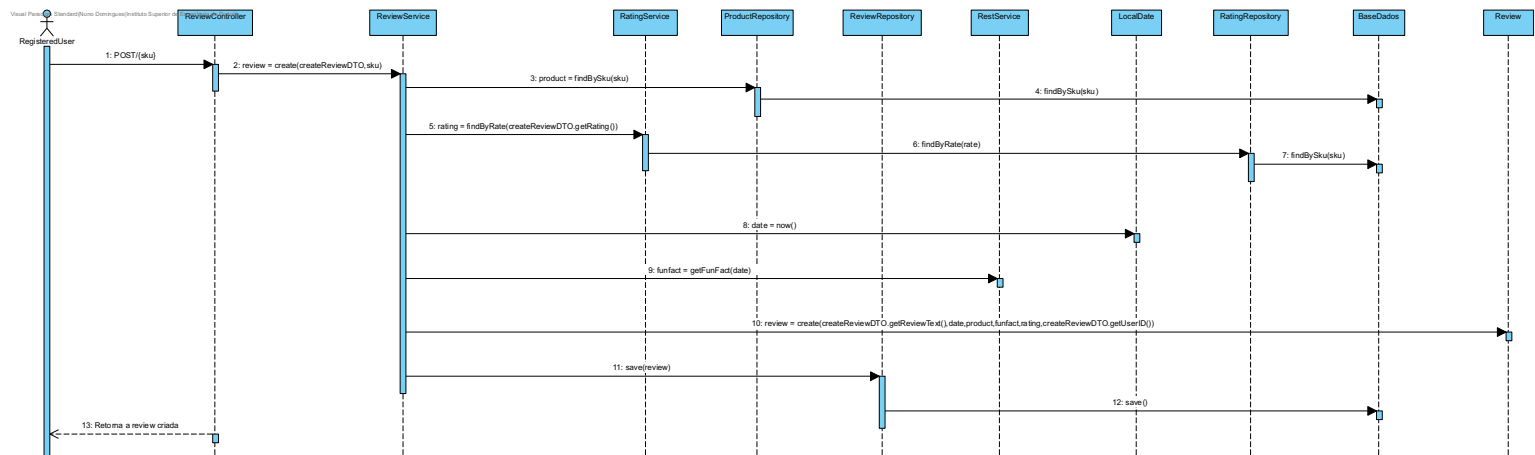 Visual Paradigm Standard(Nuno Domingues(Instituto Superior de
RegisteredUser
ReviewController
ReviewService
RatingService
ProductRepository
ReviewRepository
RestService
LocalDate
RatingRepository
BaseDados
Review
1: POST/{sku}
2: review = create(createReviewDTO,sku)
3: product = findBySku(sku)
4: findBySku(sku)
5: rating = findByRate(createReviewDTO.getRating())
6: findByRate(rate)
7: findBySku(sku)
8: date = now()
9: funfact = getFunFact(date)
10: review = create(createReviewDTO.getReviewText(),date,product,funfact,rating,createReviewDTO.getUserID())
11: save(review)
12: save()
13: Retorna a review criada